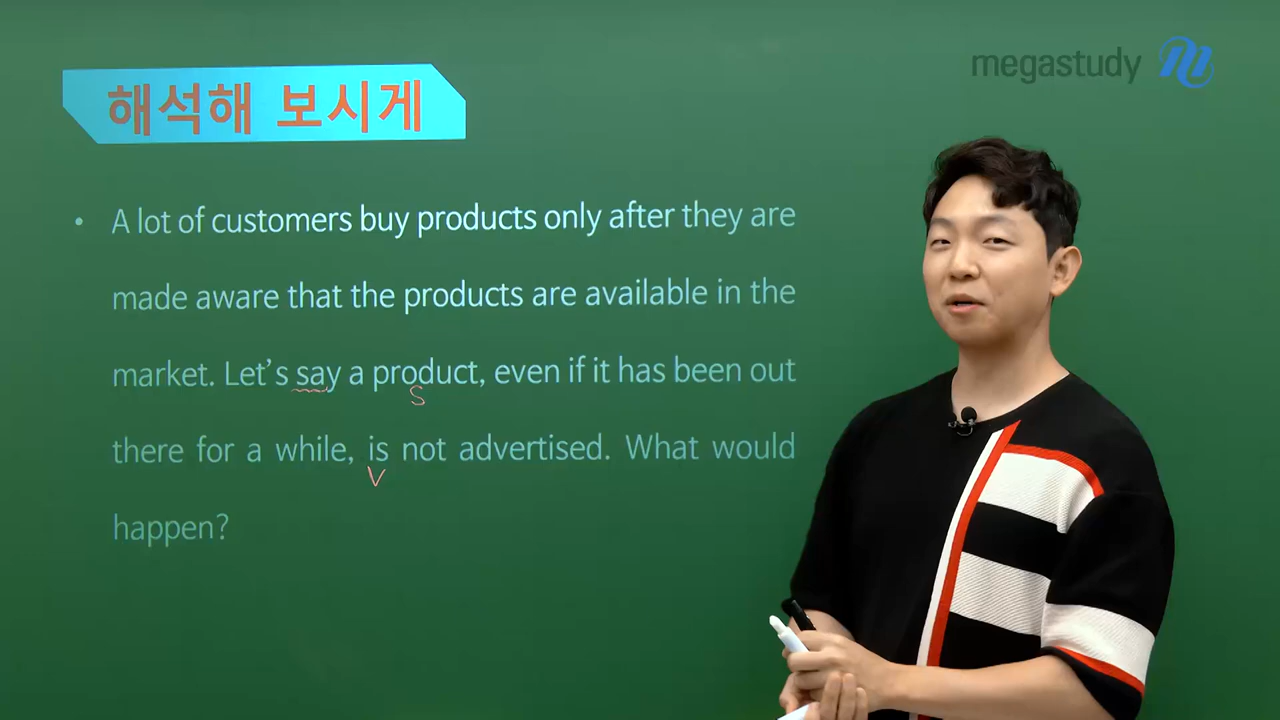 megastudy
해석해 보시게
• A lot of customers buy products only after they are
made aware that the products are available in the
market. Let's say a product, even if it has been out
S
there for a while, is not advertised. What would
V
happen?